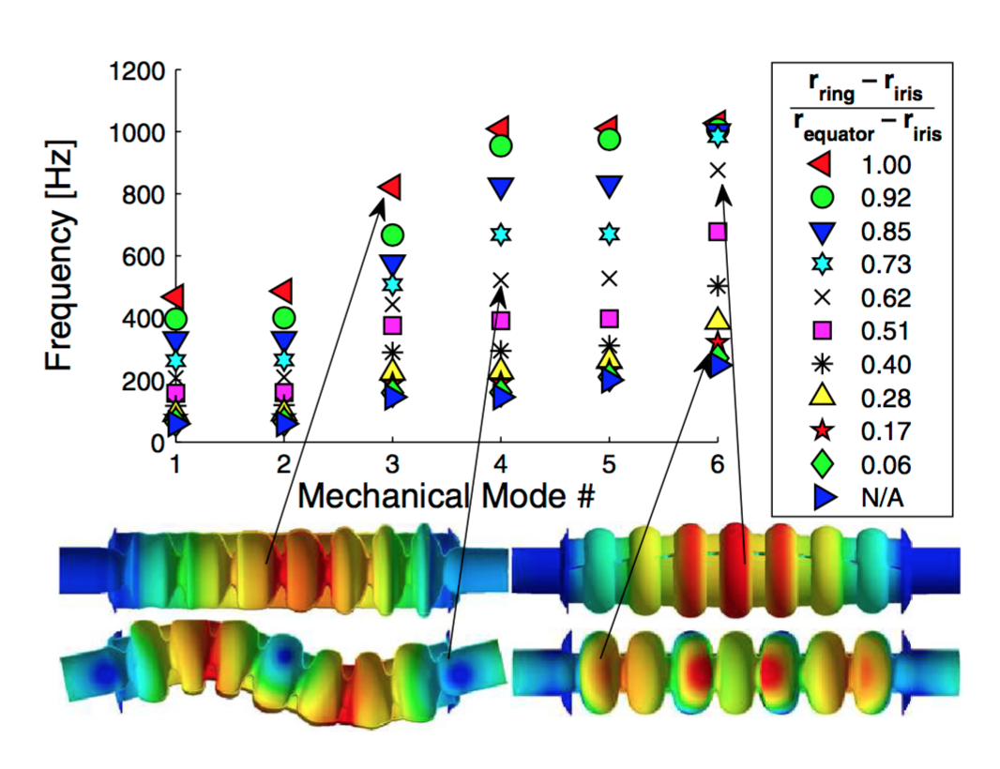 1200
1000
800
600
400
200
0
Frequency [Hz]
1 2 3 4 5 6
Mechanical Mode #
r_ring − r_iris
r_equator − r_iris
1.00
0.92
0.85
0.73
0.62
0.51
0.40
0.28
0.17
0.06
N/A